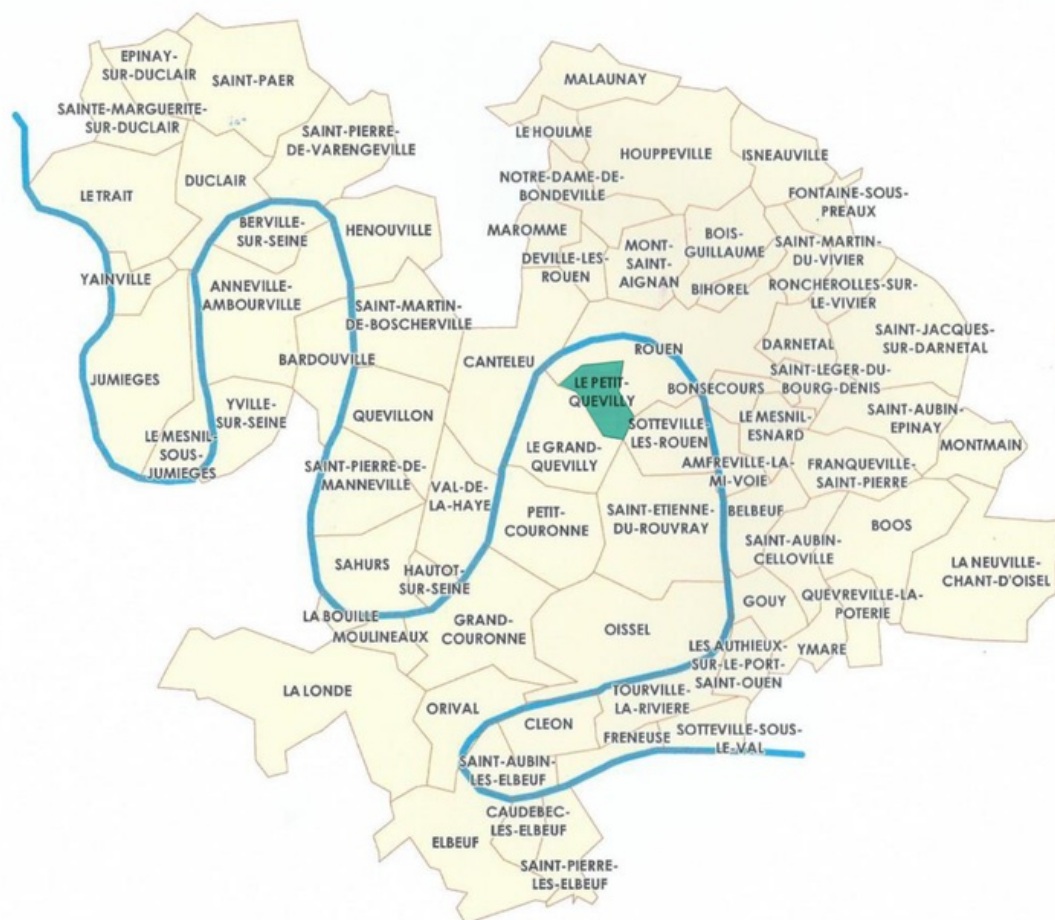 EPINAY-
SUR-DUCLAIR
SAINT-PAER
SAINTE-MARGUERITE-
SUR-DUCLAIR
SAINT-PIERRE-
DE-VARENGEVILLE
LE TRAIT
DUCLAIR
BERVILLE-
SUR-SEINE
HENOUVILLE
YAINVILLE
ANNEVILLE-
AMBOURVILLE
SAINT-MARTIN-
DE-BOSCHERVILLE
BARDOUVILLE
JUMIEGES
YVILLE-
SUR-SEINE
QUEVILLON
LE MESNIL-
SOUS-
JUMIEGES
SAINT-PIERRE-DE-
MANNEVILLE
VAL-DE-
LA-HAYE
SAHURS
HAUTOT-
SUR-SEINE
LA BOUILLE
MOULINEAUX
MALAUNAY
LE HOULME
HOUPPEVILLE
ISNEAUVILLE
NOTRE-DAME-DE-
BONDEVILLE
FONTAINE-SOUS-
PREAUX
MAROMME
DEVILLE-LES-
ROUEN
MONT-
SAINT-
AIGNAN
BOIS-
GUILLAUME
SAINT-MARTIN-
DU-VIVIER
BIHOREL
RONCHEROLLES-SUR-
LE-VIVIER
CANTELEU
ROUEN
DARNETAL
SAINT-JACQUES-
SUR-DARNETAL
LE PETIT-
QUEVILLY
BONSECOURS
SAINT-LEGER-DU-
BOURG-DENIS
SOTTEVILLE-
LES-ROUEN
LE MESNIL-
ESNARD
SAINT-AUBIN-
EPINAY
MONTMAIN
LE GRAND-
QUEVILLY
AMFREVILLE-LA-
MI-VOIE
FRANQUEVILLE-
SAINT-PIERRE
PETIT-
COURONNE
SAINT-ETIENNE-
DU-ROUVRAY
BELBEUF
BOOS
SAINT-AUBIN-
CELLOVILLE
LA NEUVILLE-
CHANT-D'OISEL
GOUY
QUEVREVILLE-LA-
POTERIE
GRAND-
COURONNE
OISSEL
LES AUTHIEUX-
SUR-LE-PORT-
SAINT-OUEN
YMARE
LA LONDE
ORIVAL
CLEON
TOURVILLE-
LA-RIVIERE
FRENEUSE
SOTTEVILLE-SOUS-
LE-VAL
SAINT-AUBIN-
LES-ELBEUF
CAUDEBEC-
LES-ELBEUF
ELBEUF
SAINT-PIERRE-
LES-ELBEUF